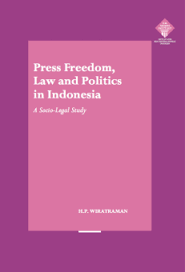 Press Freedom,
Law and Politics
in Indonesia
A Socio-Legal Study
H.P. WIRATRAMAN